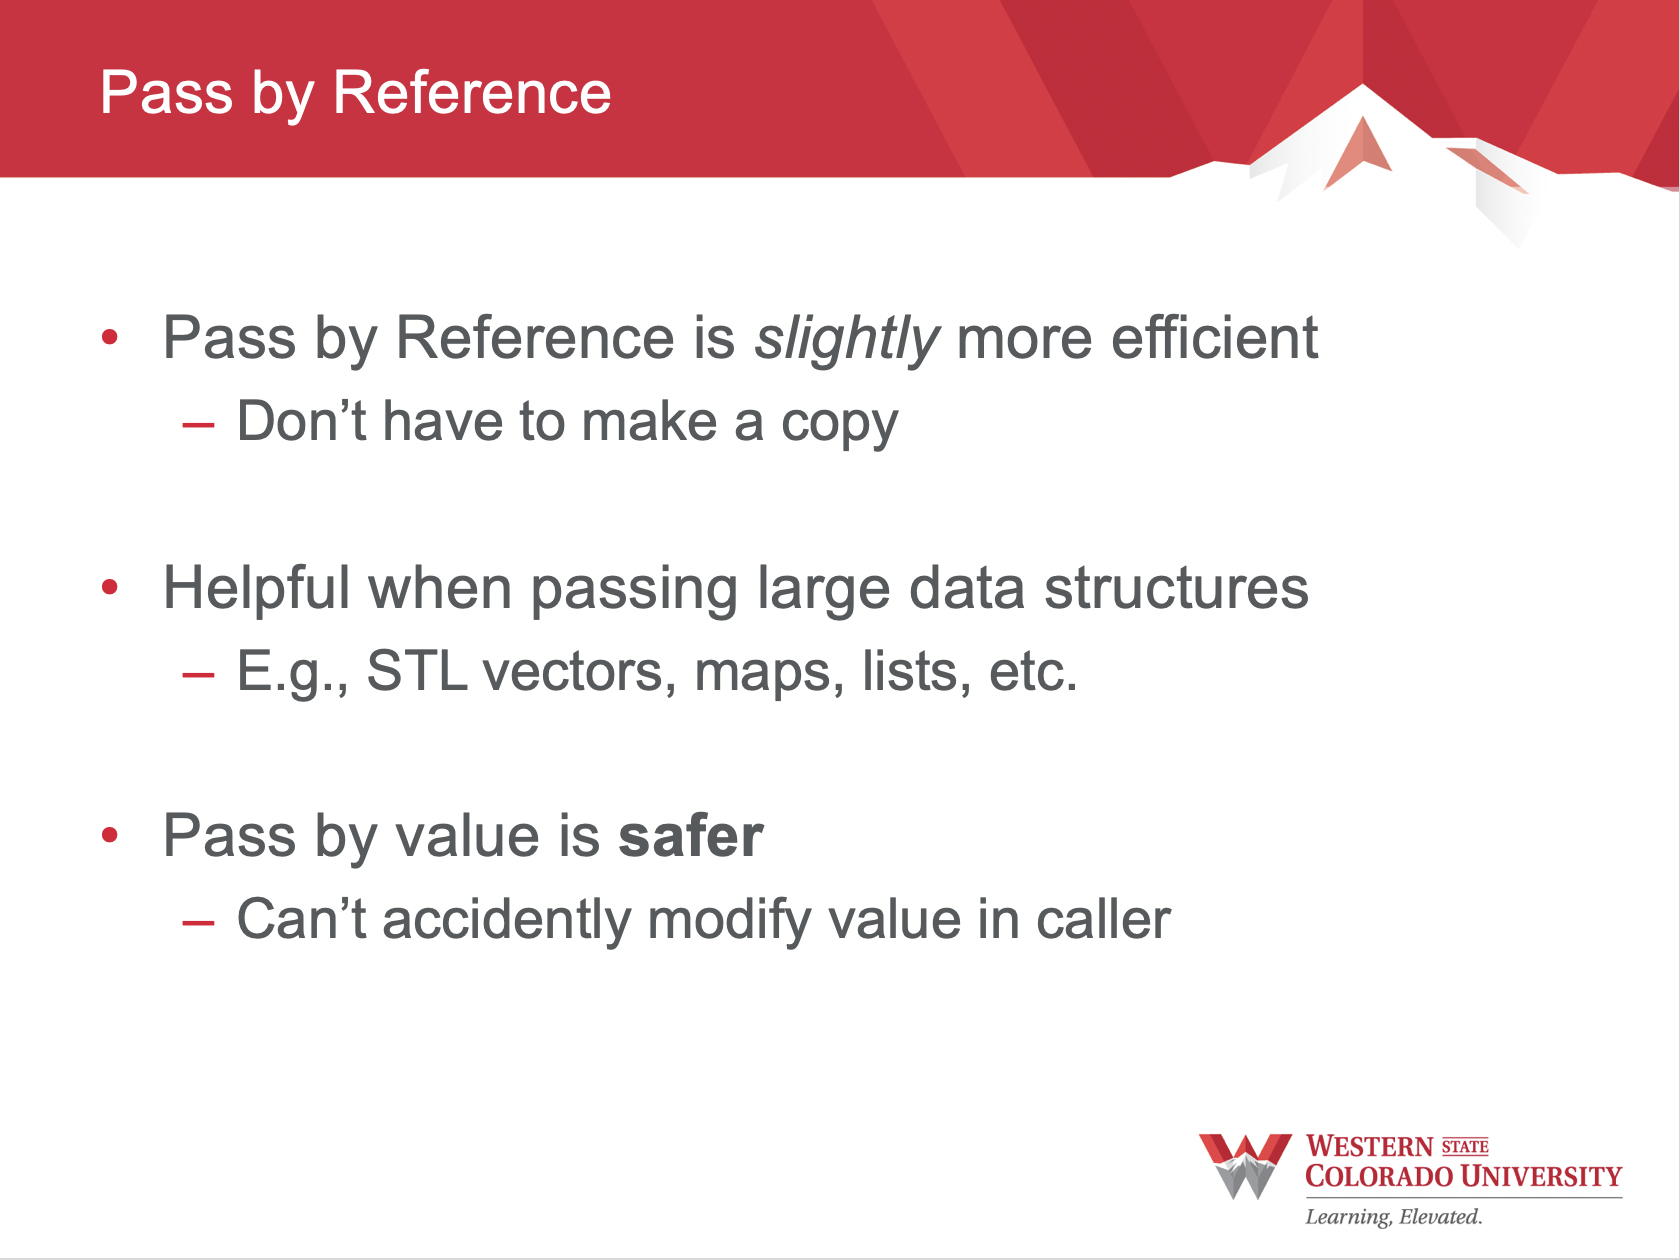 Pass by Reference
• Pass by Reference is slightly more efficient
– Don’t have to make a copy
• Helpful when passing large data structures
– E.g., STL vectors, maps, lists, etc.
• Pass by value is safer
– Can’t accidently modify value in caller
WESTERN STATE
COLORADO UNIVERSITY
Learning, Elevated.